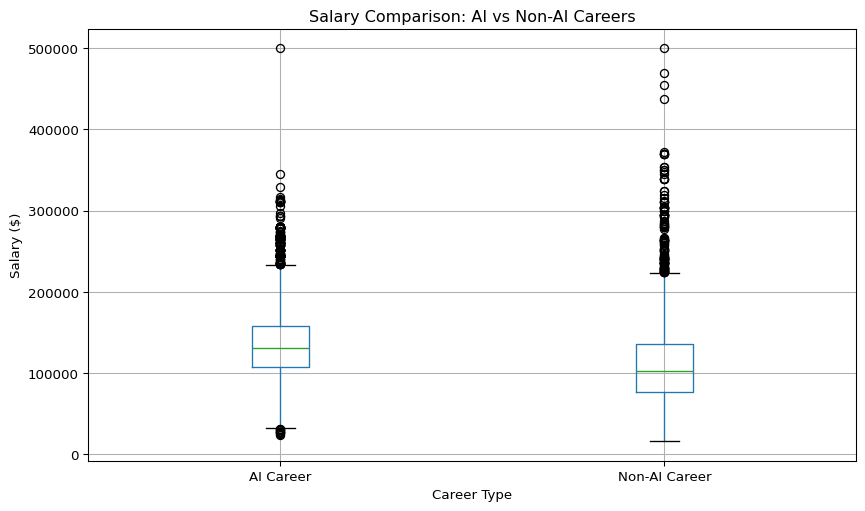 Salary Comparison: AI vs Non-AI Careers
500000
400000
300000
200000
100000
0
Salary ($)
AI Career
Non-AI Career
Career Type